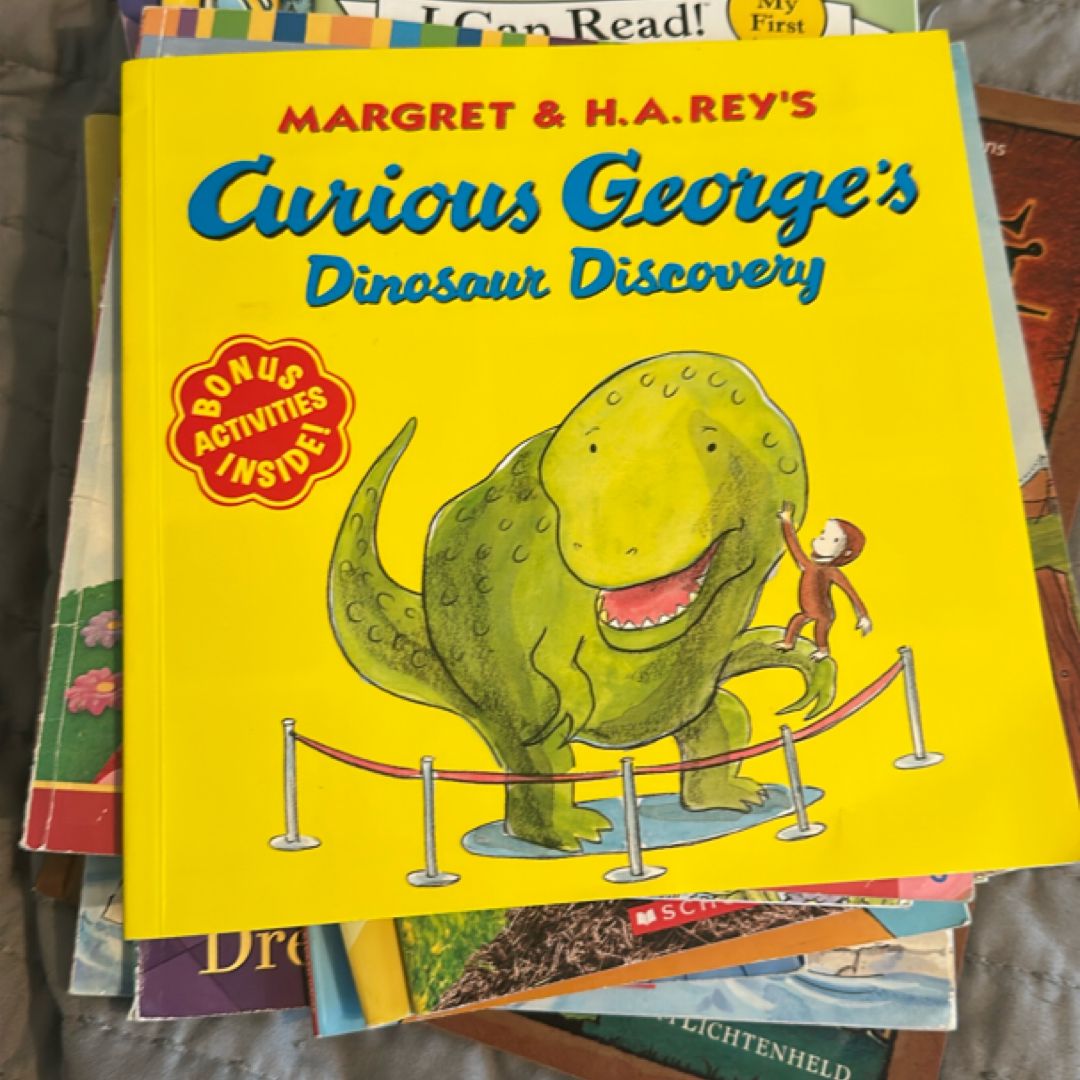 I Can Read!
My
First
MARGRET & H.A.REY'S
Curious George's
Dinosaur Discovery
BONUS
ACTIVITIES
INSIDE!
LICHTENHELD